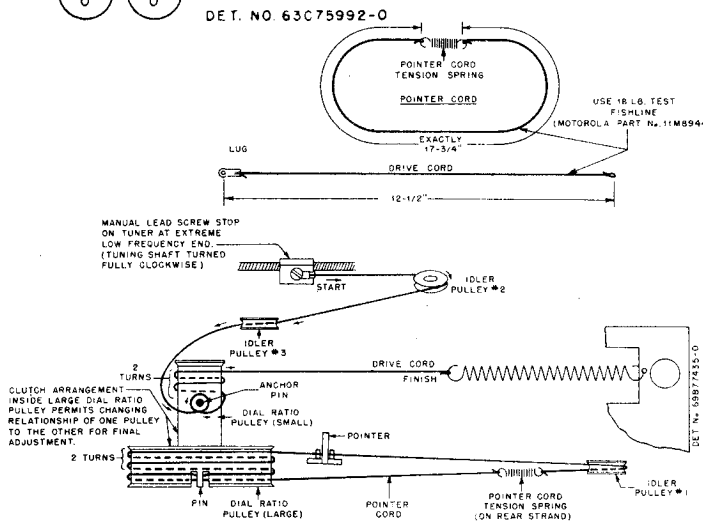 DET. NO. 63C75992-0
POINTER CORD
TENSION SPRING
POINTER CORD
USE 18 LB. TEST
FISHLINE
(MOTOROLA PART No. 11M894
EXACTLY
17-3/4"
LUG
DRIVE CORD
12-1/2"
MANUAL LEAD SCREW STOP
ON TUNER AT EXTREME
LOW FREQUENCY END.
(TUNING SHAFT TURNED
FULLY CLOCKWISE)
START
IDLER
PULLEY #2
IDLER
PULLEY #3
2
TURNS
DRIVE CORD
FINISH
CLUTCH ARRANGEMENT
INSIDE LARGE DIAL RATIO
PULLEY PERMITS CHANGING
RELATIONSHIP OF ONE PULLEY
TO THE OTHER FOR FINAL
ADJUSTMENT.
ANCHOR
PIN
DIAL RATIO
PULLEY (SMALL)
DET No 69B77435-0
2 TURNS
POINTER
PIN
DIAL RATIO
PULLEY (LARGE)
POINTER
CORD
POINTER CORD
TENSION SPRING
(ON REAR STRAND)
IDLER
PULLEY #1